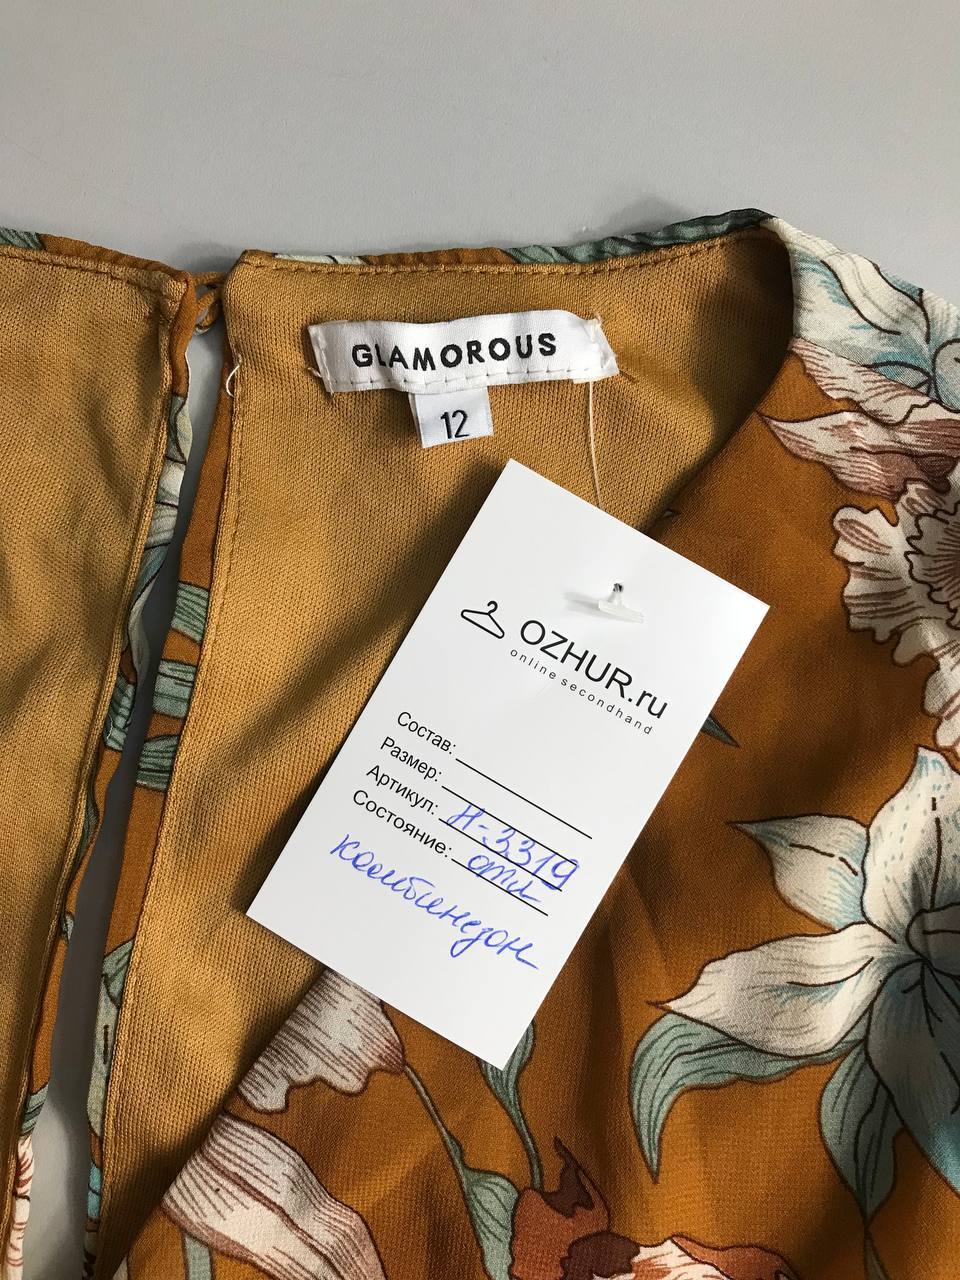 GLAMOROUS
12
OZHUR.ru
online secondhand
Состав:
Размер:
Артикул: Н-3319
Состояние: отл
комбинезон